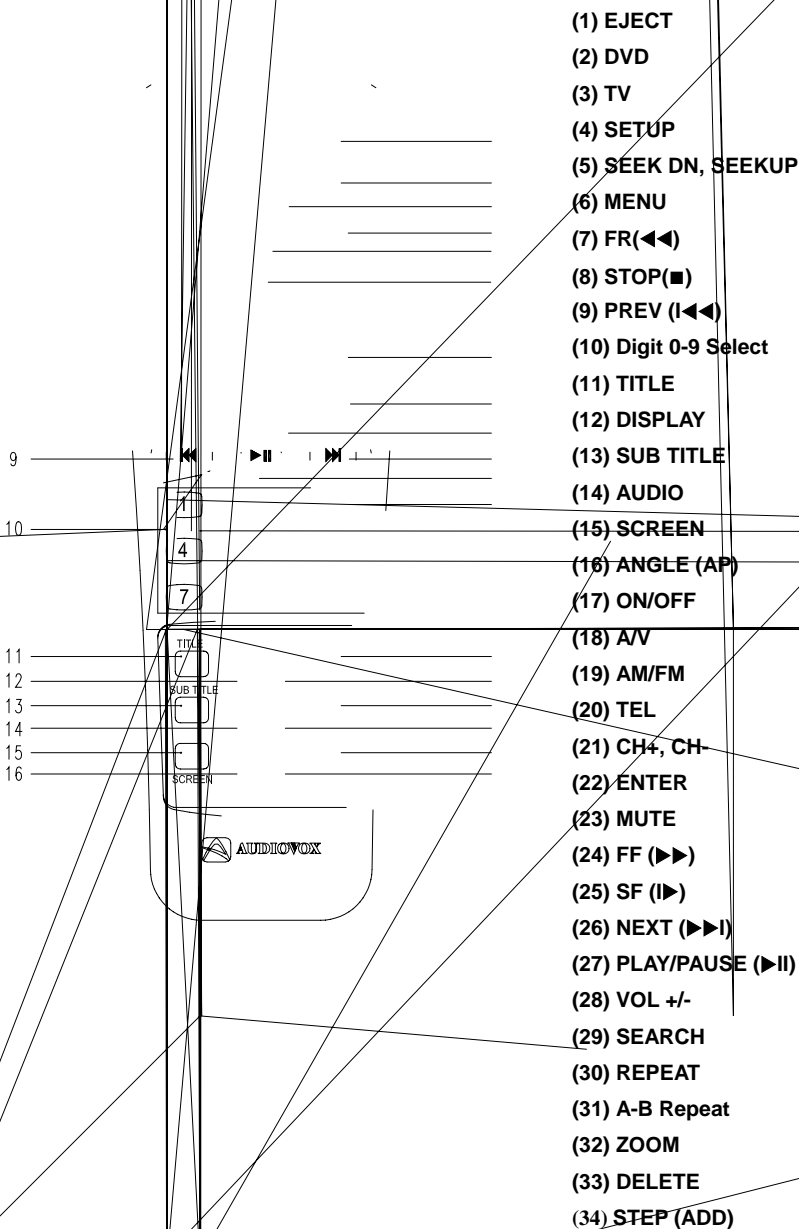 (1) EJECT
(2) DVD
(3) TV
(4) SETUP
(5) SEEK DN, SEEKUP
(6) MENU
(7) FR(◀◀)
(8) STOP(■)
(9) PREV (I◀◀)
(10) Digit 0-9 Select
(11) TITLE
(12) DISPLAY
(13) SUB TITLE
(14) AUDIO
(15) SCREEN
(16) ANGLE (AP)
(17) ON/OFF
(18) A/V
(19) AM/FM
(20) TEL
(21) CH+, CH-
(22) ENTER
(23) MUTE
(24) FF (▶▶)
(25) SF (I▶)
(26) NEXT (▶▶I)
(27) PLAY/PAUSE (▶II)
(28) VOL +/-
(29) SEARCH
(30) REPEAT
(31) A-B Repeat
(32) ZOOM
(33) DELETE
(34) STEP (ADD)
9
1
10
4
7
TITLE
11
12
SUB TITLE
13
14
15
16
SCREEN
AUDIOVOX